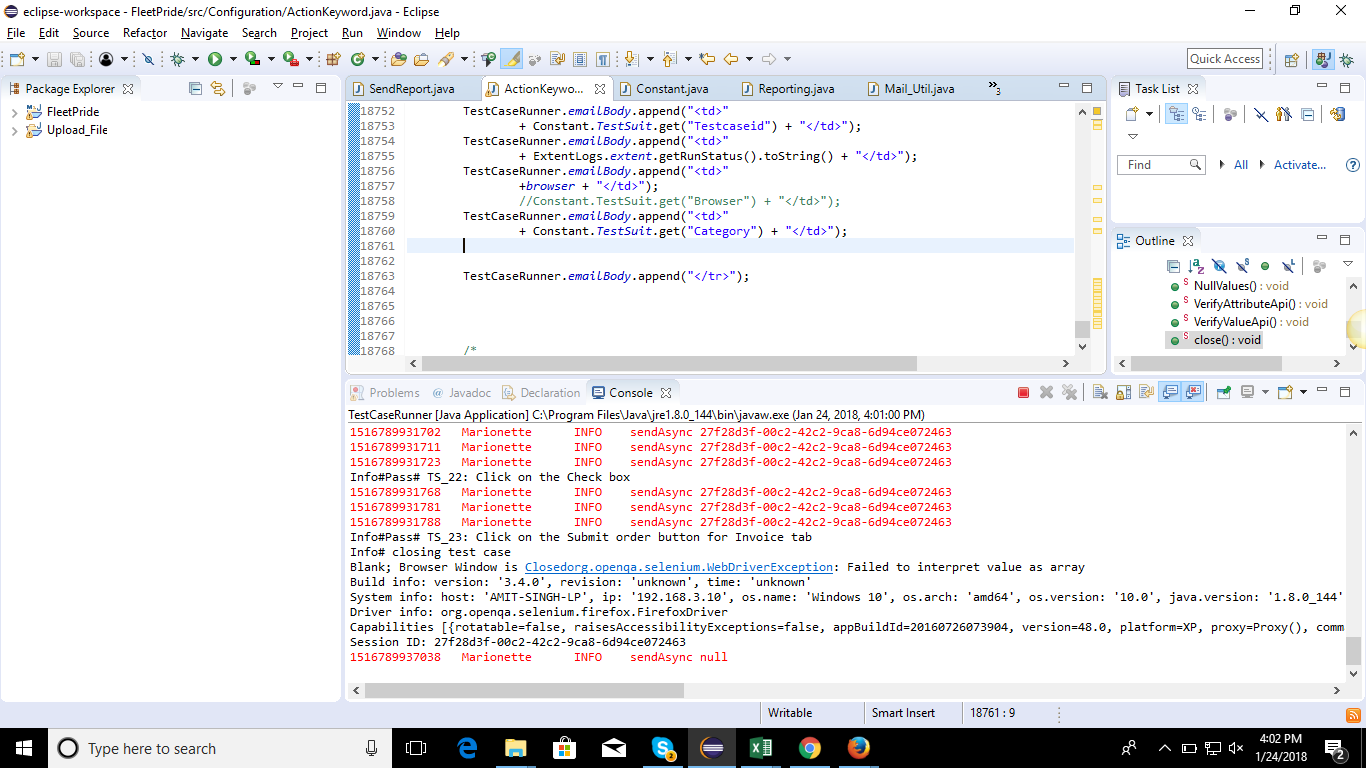 eclipse-workspace - FleetPride/src/Configuration/ActionKeyword.java - Eclipse
File Edit Source Refactor Navigate Search Project Run Window Help
Quick Access
Package Explorer
FleetPride
Upload_File
SendReport.java ActionKeywo... Constant.java Reporting.java Mail_Util.java »3
18752 TestCaseRunner.emailBody.append("<td>"
18753 + Constant.TestSuit.get("Testcaseid") + "</td>");
18754 TestCaseRunner.emailBody.append("<td>"
18755 + ExtentLogs.extent.getRunStatus().toString() + "</td>");
18756 TestCaseRunner.emailBody.append("<td>"
18757 +browser + "</td>");
18758 //Constant.TestSuit.get("Browser") + "</td>");
18759 TestCaseRunner.emailBody.append("<td>"
18760 + Constant.TestSuit.get("Category") + "</td>");
18761
18762
18763 TestCaseRunner.emailBody.append("</tr>");
18764
18765
18766
18767
18768 /*
Task List
Find All Activate...
Outline
NullValues() : void
VerifyAttributeApi() : void
VerifyValueApi() : void
close() : void
Problems @ Javadoc Declaration Console
TestCaseRunner [Java Application] C:\Program Files\Java\jre1.8.0_144\bin\javaw.exe (Jan 24, 2018, 4:01:00 PM)
1516789931702 Marionette INFO sendAsync 27f28d3f-00c2-42c2-9ca8-6d94ce072463
1516789931711 Marionette INFO sendAsync 27f28d3f-00c2-42c2-9ca8-6d94ce072463
1516789931723 Marionette INFO sendAsync 27f28d3f-00c2-42c2-9ca8-6d94ce072463
Info#Pass# TS_22: Click on the Check box
1516789931768 Marionette INFO sendAsync 27f28d3f-00c2-42c2-9ca8-6d94ce072463
1516789931781 Marionette INFO sendAsync 27f28d3f-00c2-42c2-9ca8-6d94ce072463
1516789931788 Marionette INFO sendAsync 27f28d3f-00c2-42c2-9ca8-6d94ce072463
Info#Pass# TS_23: Click on the Submit order button for Invoice tab
Info# closing test case
Blank; Browser Window is Closedorg.openqa.selenium.WebDriverException: Failed to interpret value as array
Build info: version: '3.4.0', revision: 'unknown', time: 'unknown'
System info: host: 'AMIT-SINGH-LP', ip: '192.168.3.10', os.name: 'Windows 10', os.arch: 'amd64', os.version: '10.0', java.version: '1.8.0_144'
Driver info: org.openqa.selenium.firefox.FirefoxDriver
Capabilities [{rotatable=false, raisesAccessibilityExceptions=false, appBuildId=20160726073904, version=48.0, platform=XP, proxy=Proxy(), comm
Session ID: 27f28d3f-00c2-42c2-9ca8-6d94ce072463
1516789937038 Marionette INFO sendAsync null
Writable Smart Insert 18761 : 9
Type here to search
4:02 PM
1/24/2018
2